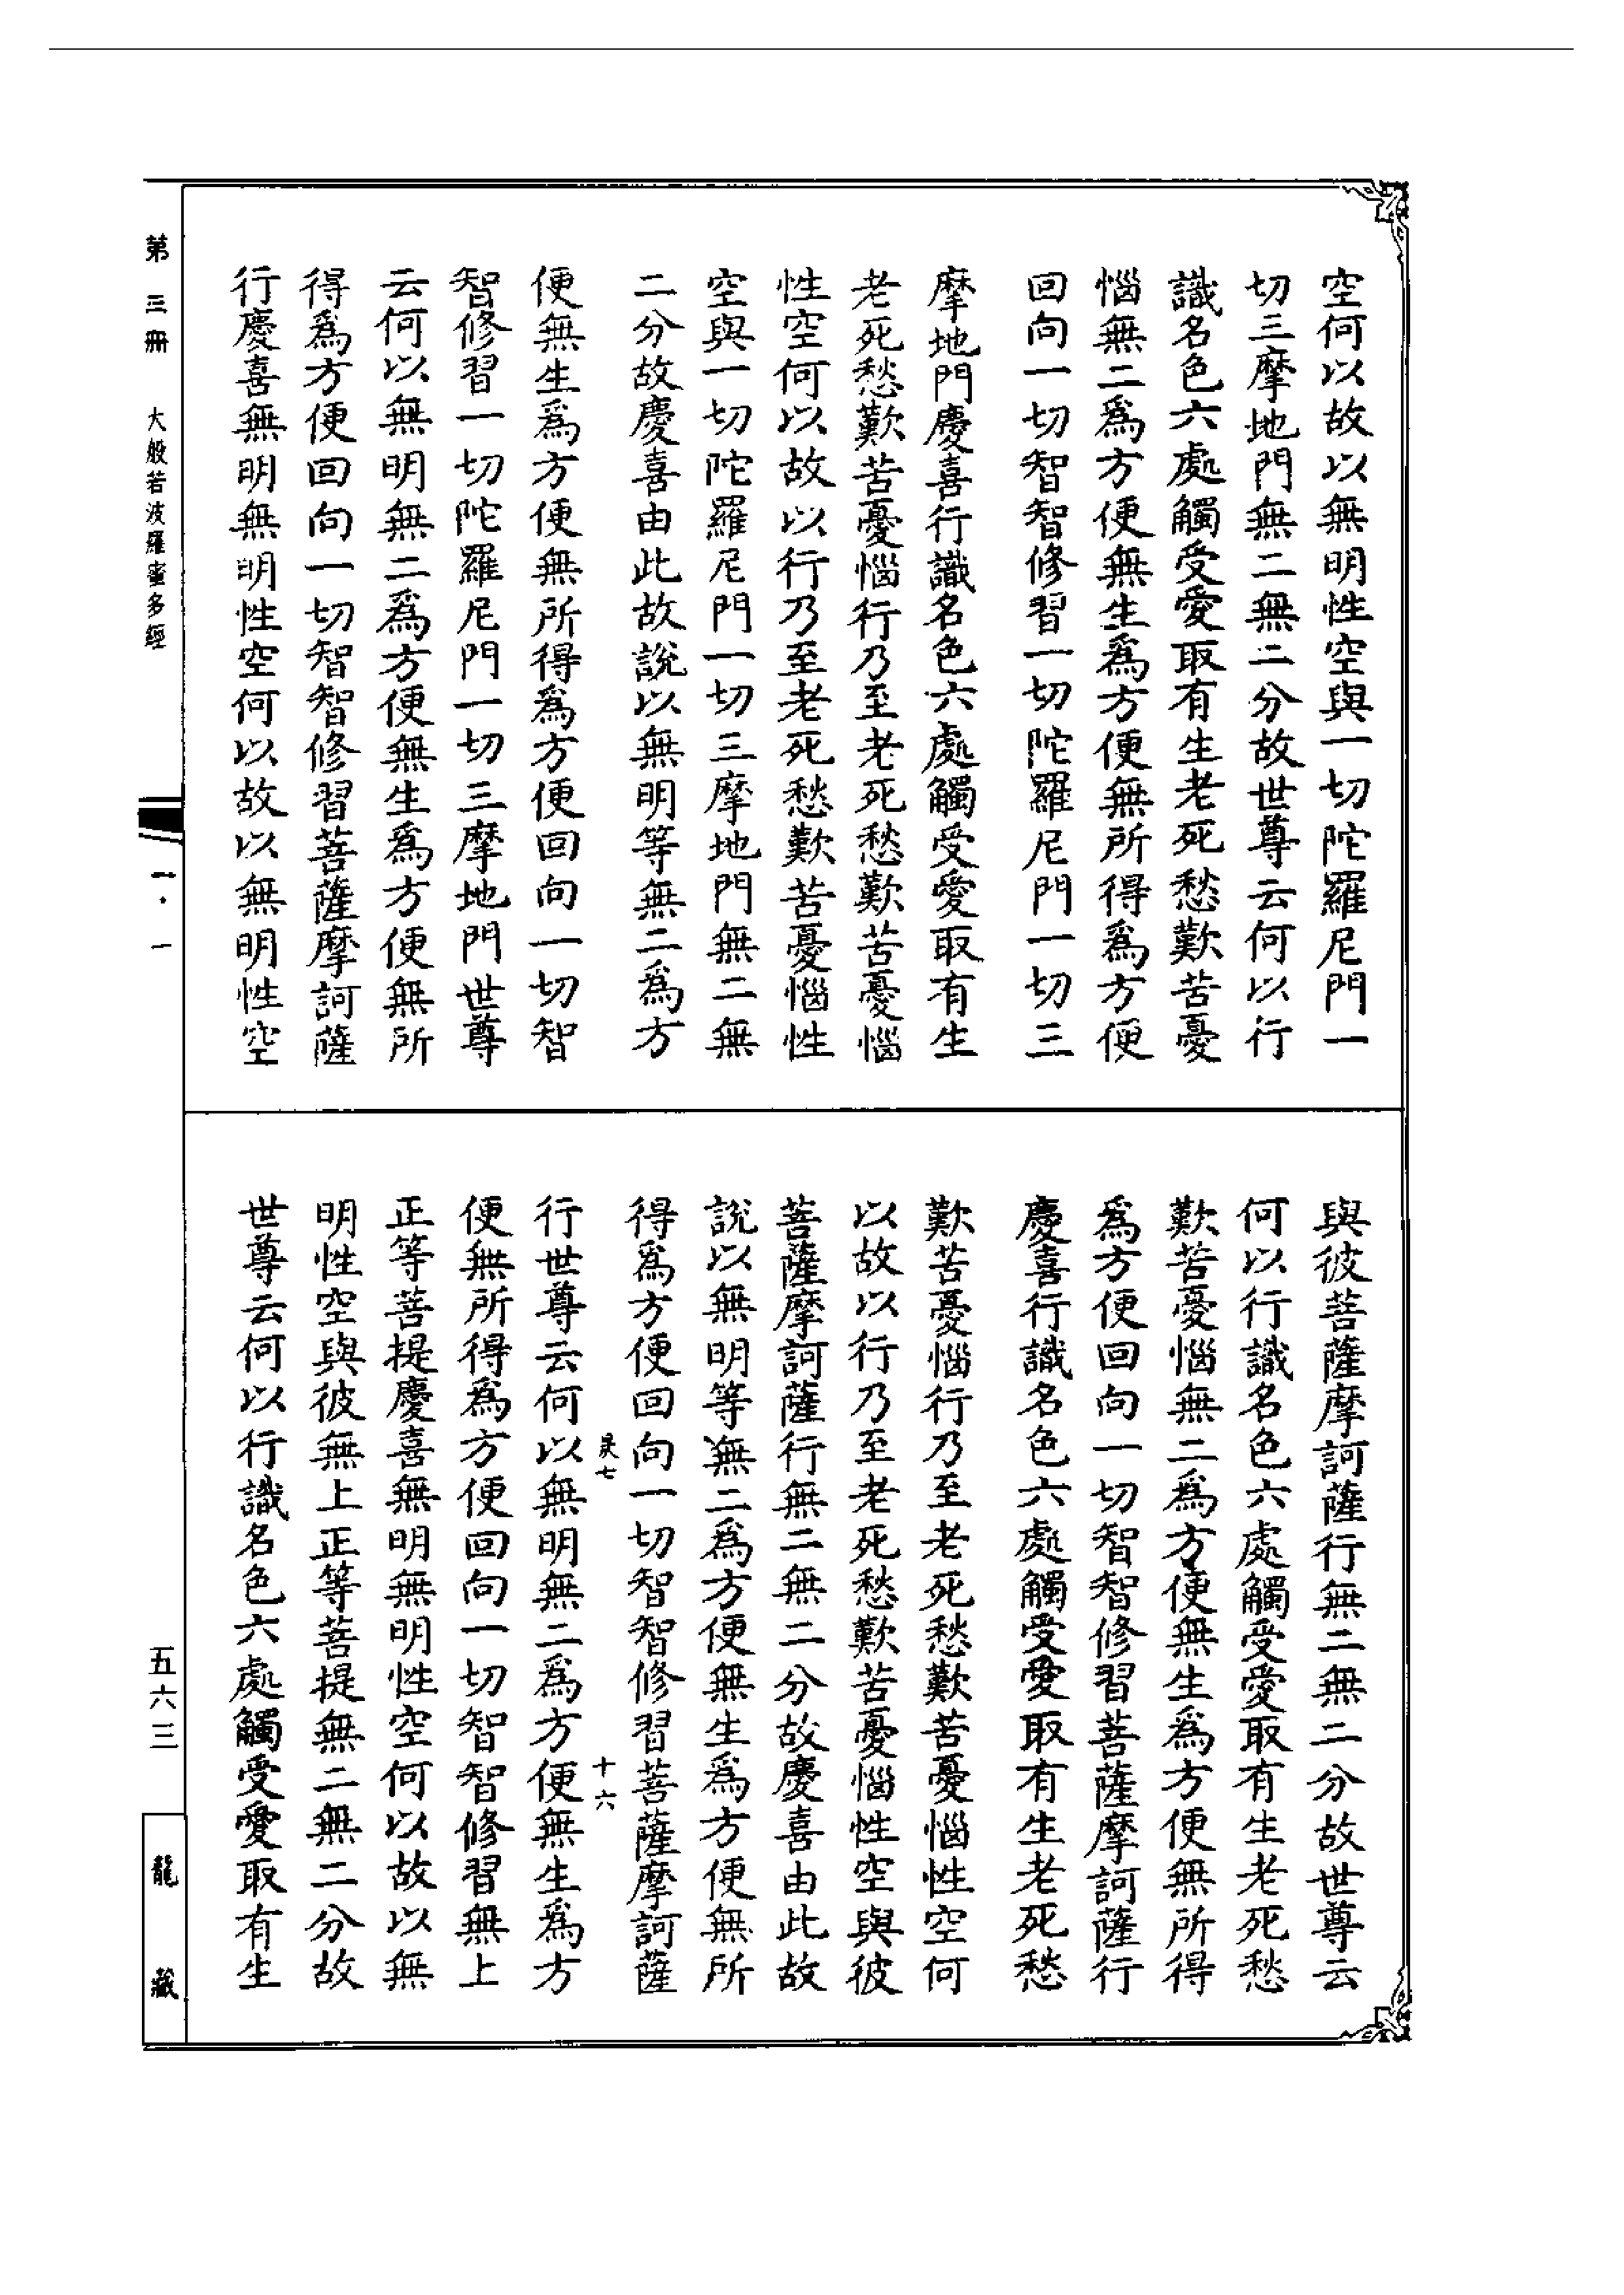 空何以故以無明性空與一切陀羅尼門一
切三摩地門無二無二分故世尊云何以行
識名色六處觸受愛取有生老死愁歎苦憂
惱無二爲方便無生爲方便無所得爲方便
回向一切智智修習一切陀羅尼門一切三
摩地門慶喜行識名色六處觸受愛取有生
老死愁歎苦憂惱行乃至老死愁歎苦憂惱
性空何以故以行乃至老死愁歎苦憂惱性
空與一切陀羅尼門一切三摩地門無二無
二分故慶喜由此故說以無明等無二爲方
便無生爲方便無所得爲方便回向一切智
智修習一切陀羅尼門一切三摩地門世尊
云何以無明無二爲方便無生爲方便無所
得爲方便回向一切智智修習菩薩摩訶薩
行慶喜無明無明性空何以故以無明性空
與彼菩薩摩訶薩行無二無二分故世尊云
何以行識名色六處觸受愛取有生老死愁
歎苦憂惱無二爲方便無生爲方便無所得
爲方便回向一切智智修習菩薩摩訶薩行
慶喜行識名色六處觸受愛取有生老死愁
歎苦憂惱行乃至老死愁歎苦憂惱性空何
以故以行乃至老死愁歎苦憂惱性空與彼
菩薩摩訶薩行無二無二分故慶喜由此故
說以無明等無二爲方便無生爲方便無所
得爲方便回向一切智智修習菩薩摩訶薩
七 十六
行世尊云何以無明無二爲方便無生爲方
便無所得爲方便回向一切智智修習無上
正等菩提慶喜無明無明性空何以故以無
明性空與彼無上正等菩提無二無二分故
世尊云何以行識名色六處觸受愛取有生
第三冊 大般若波羅蜜多經 一·一 五六三 龍藏